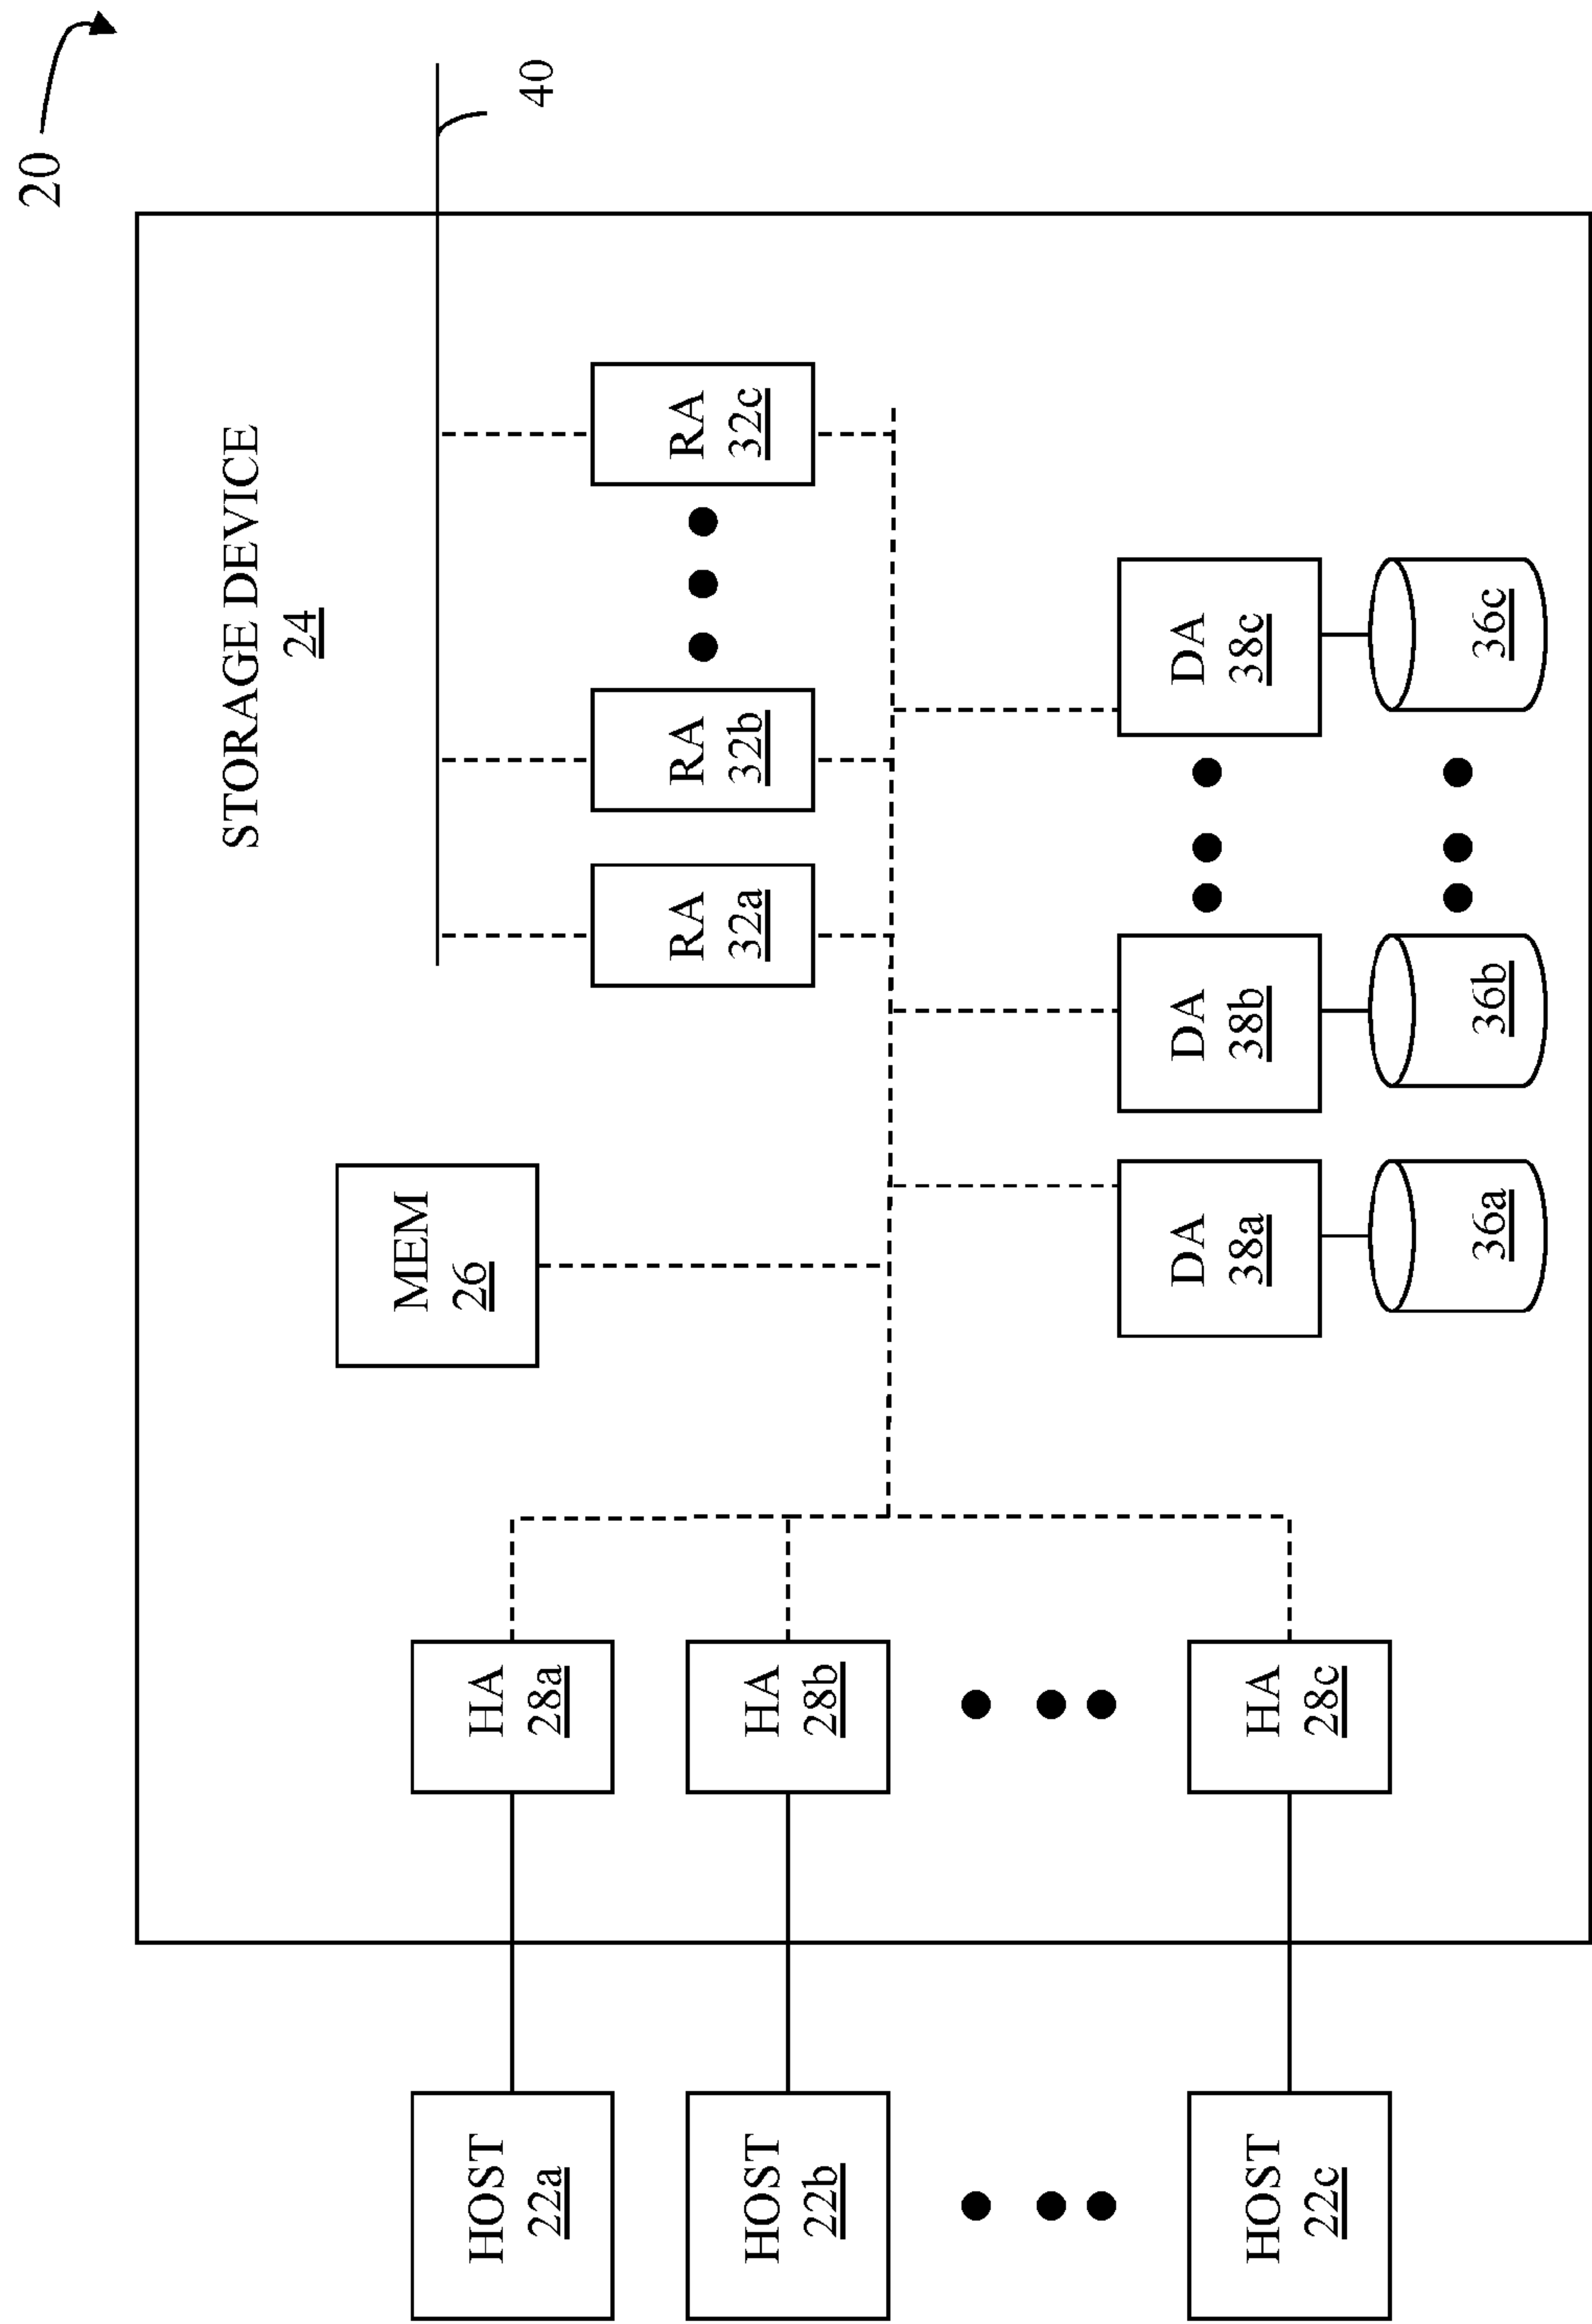 20
STORAGE DEVICE
24
40
HOST
22a
HA
28a
MEM
26
RA
32a
RA
32b
RA
32c
HOST
22b
HA
28b
HOST
22c
HA
28c
DA
38a
DA
38b
DA
38c
36a
36b
36c